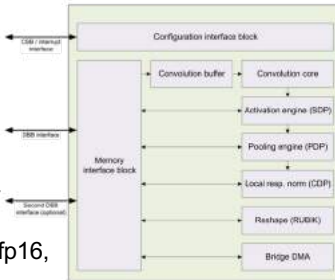 Configuration interface block
CSB / Interrupt
interface
Convolution buffer
Convolution core
Activation engine (SDP)
DBB interface
Pooling engine (PDP)
Memory
interface block
Local resp. norm (CDP)
Second DBB
interface (optional)
Reshape (RUBIK)
fp16,
Bridge DMA